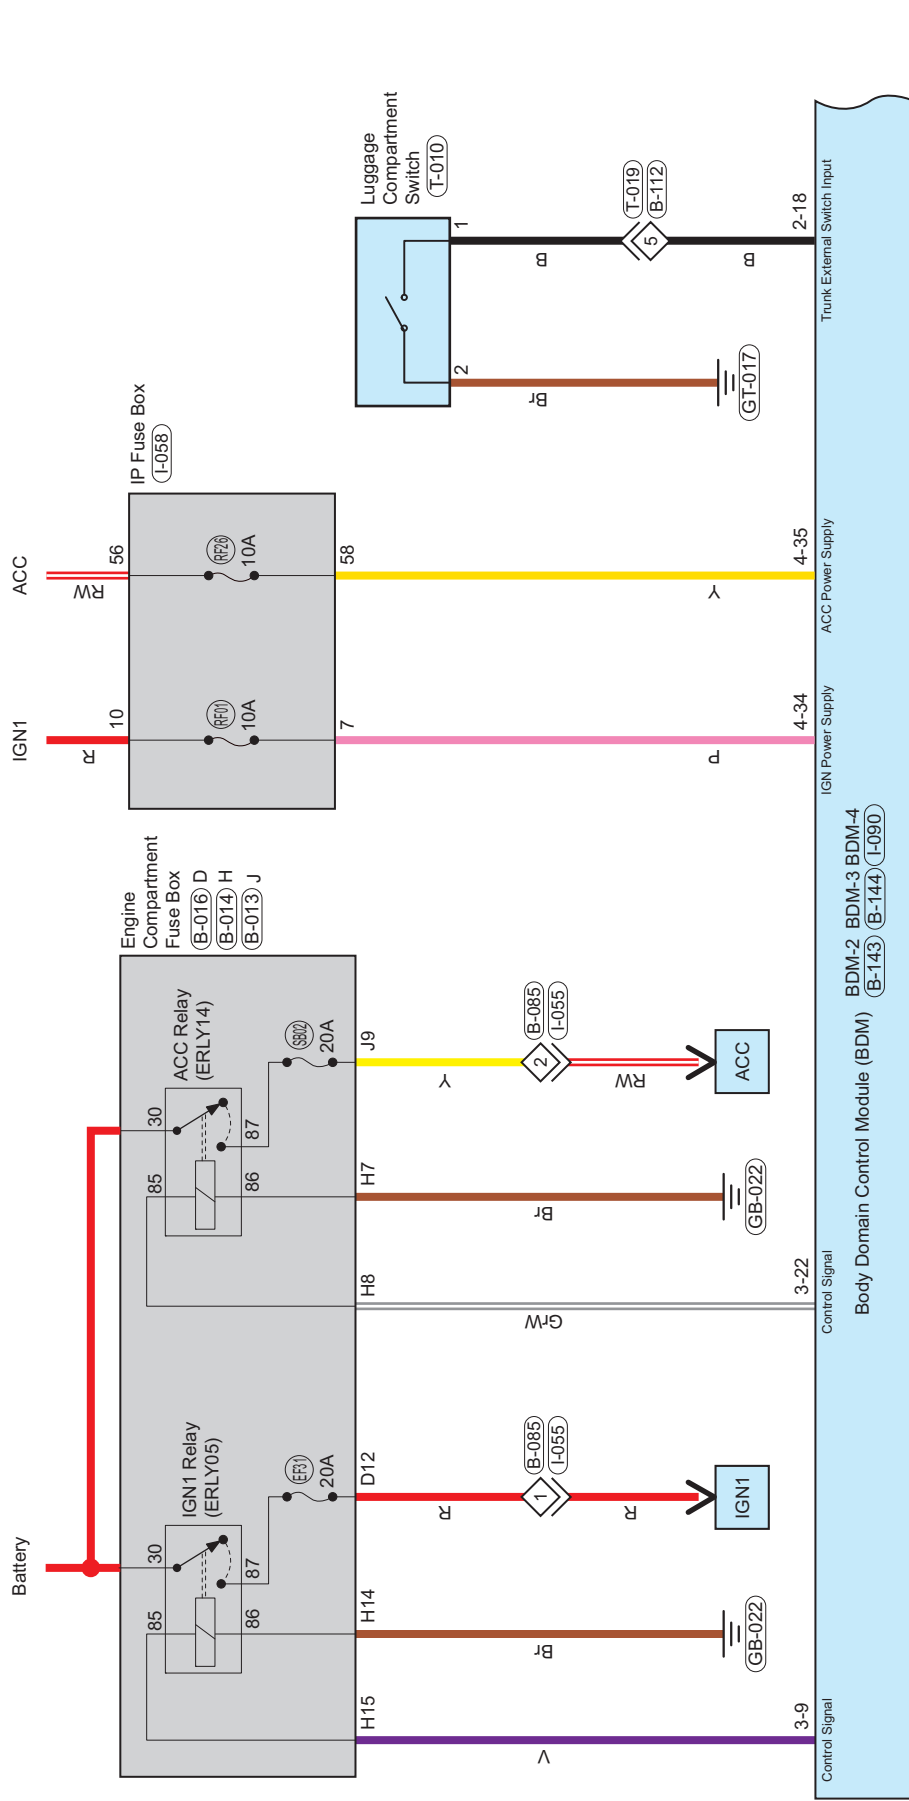 Battery
IGN1
ACC
IGN1 Relay
(ERLY05)
85
30
86
87
EF31
20A
ACC Relay
(ERLY14)
85
30
86
87
SB02
20A
Engine
Compartment
Fuse Box
B-016 D
B-014 H
B-013 J
R
10
RF01
10A
7
RW
56
RF26
10A
58
IP Fuse Box
I-058
Luggage
Compartment
Switch
T-010
2
1
H15
H14
D12
H8
H7
J9
V
Br
R
GrW
Br
Y
P
Y
Br
B
1
B-085
I-055
2
B-085
I-055
5
T-019
B-112
R
RW
B
GB-022
IGN1
GB-022
ACC
GT-017
3-9
3-22
4-34
4-35
2-18
Control Signal
Control Signal
IGN Power Supply
ACC Power Supply
Trunk External Switch Input
Body Domain Control Module (BDM)
BDM-2 BDM-3 BDM-4
B-143 B-144 I-090